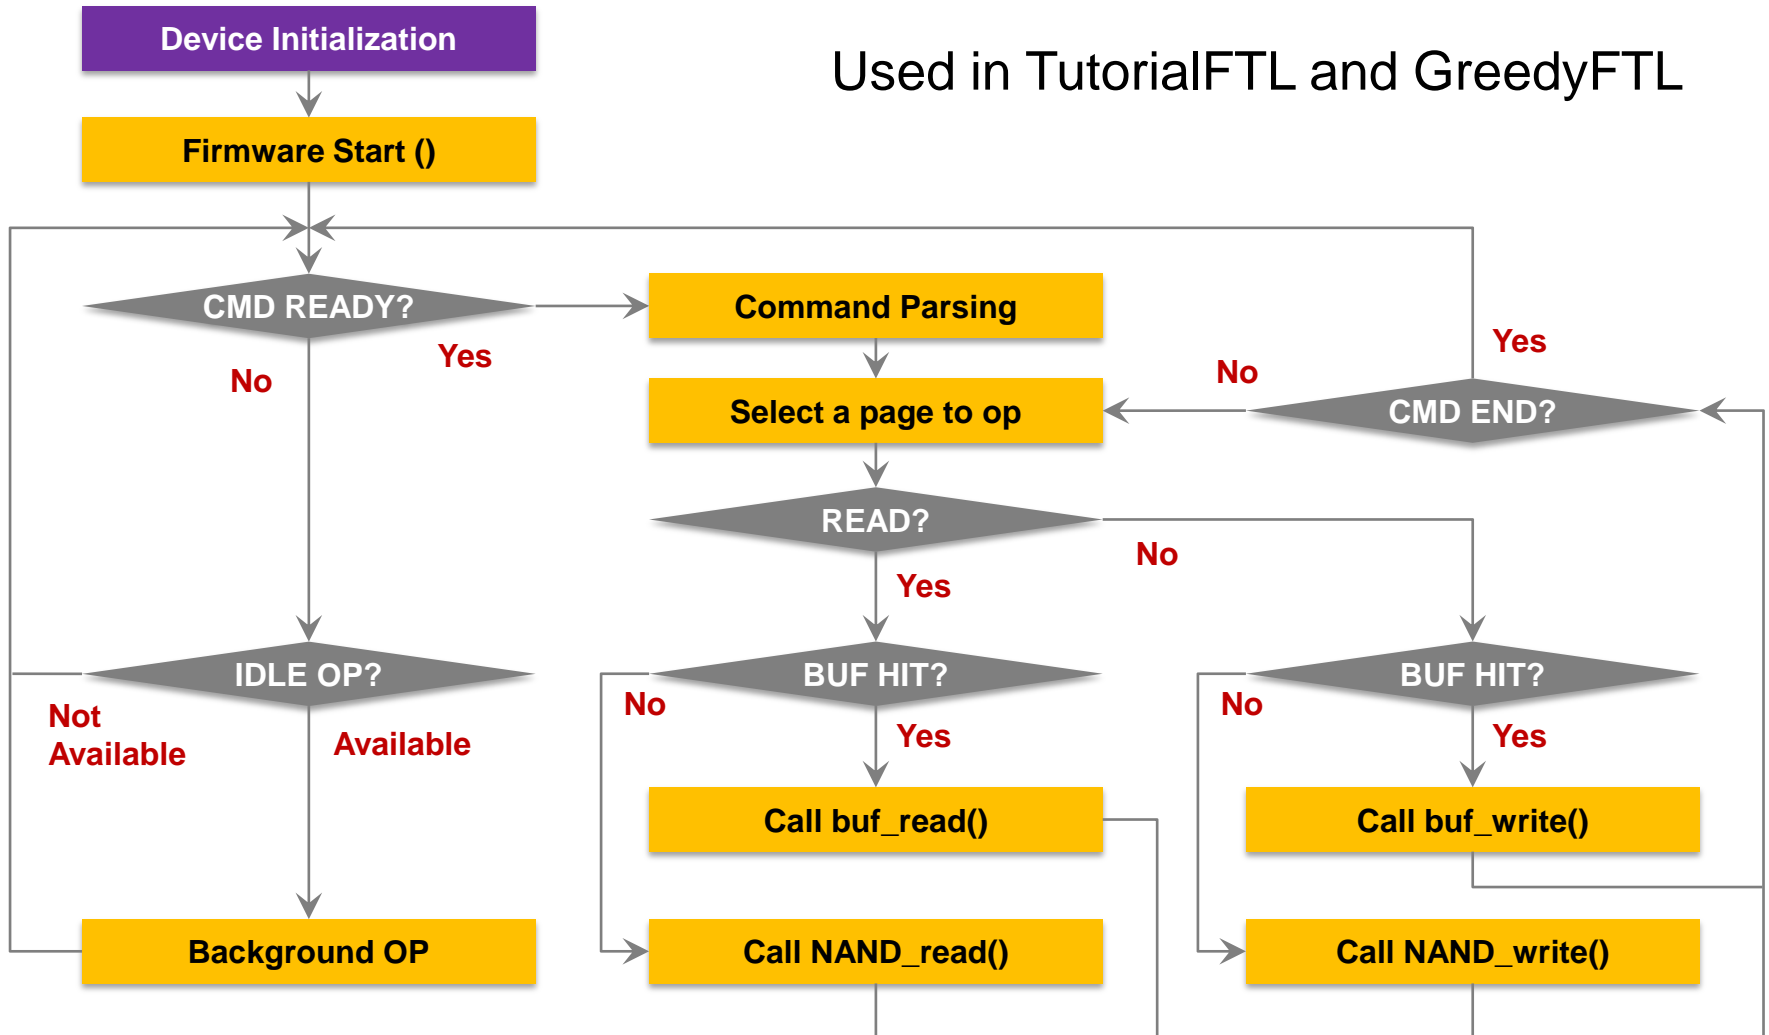 Device Initialization
Used in TutorialFTL and GreedyFTL
Firmware Start ()
CMD READY?
Command Parsing
Yes
Yes
No
No
Select a page to op
CMD END?
READ?
No
Yes
IDLE OP?
BUF HIT?
BUF HIT?
Not
Available
Available
No
Yes
No
Yes
Call buf_read()
Call buf_write()
Background OP
Call NAND_read()
Call NAND_write()